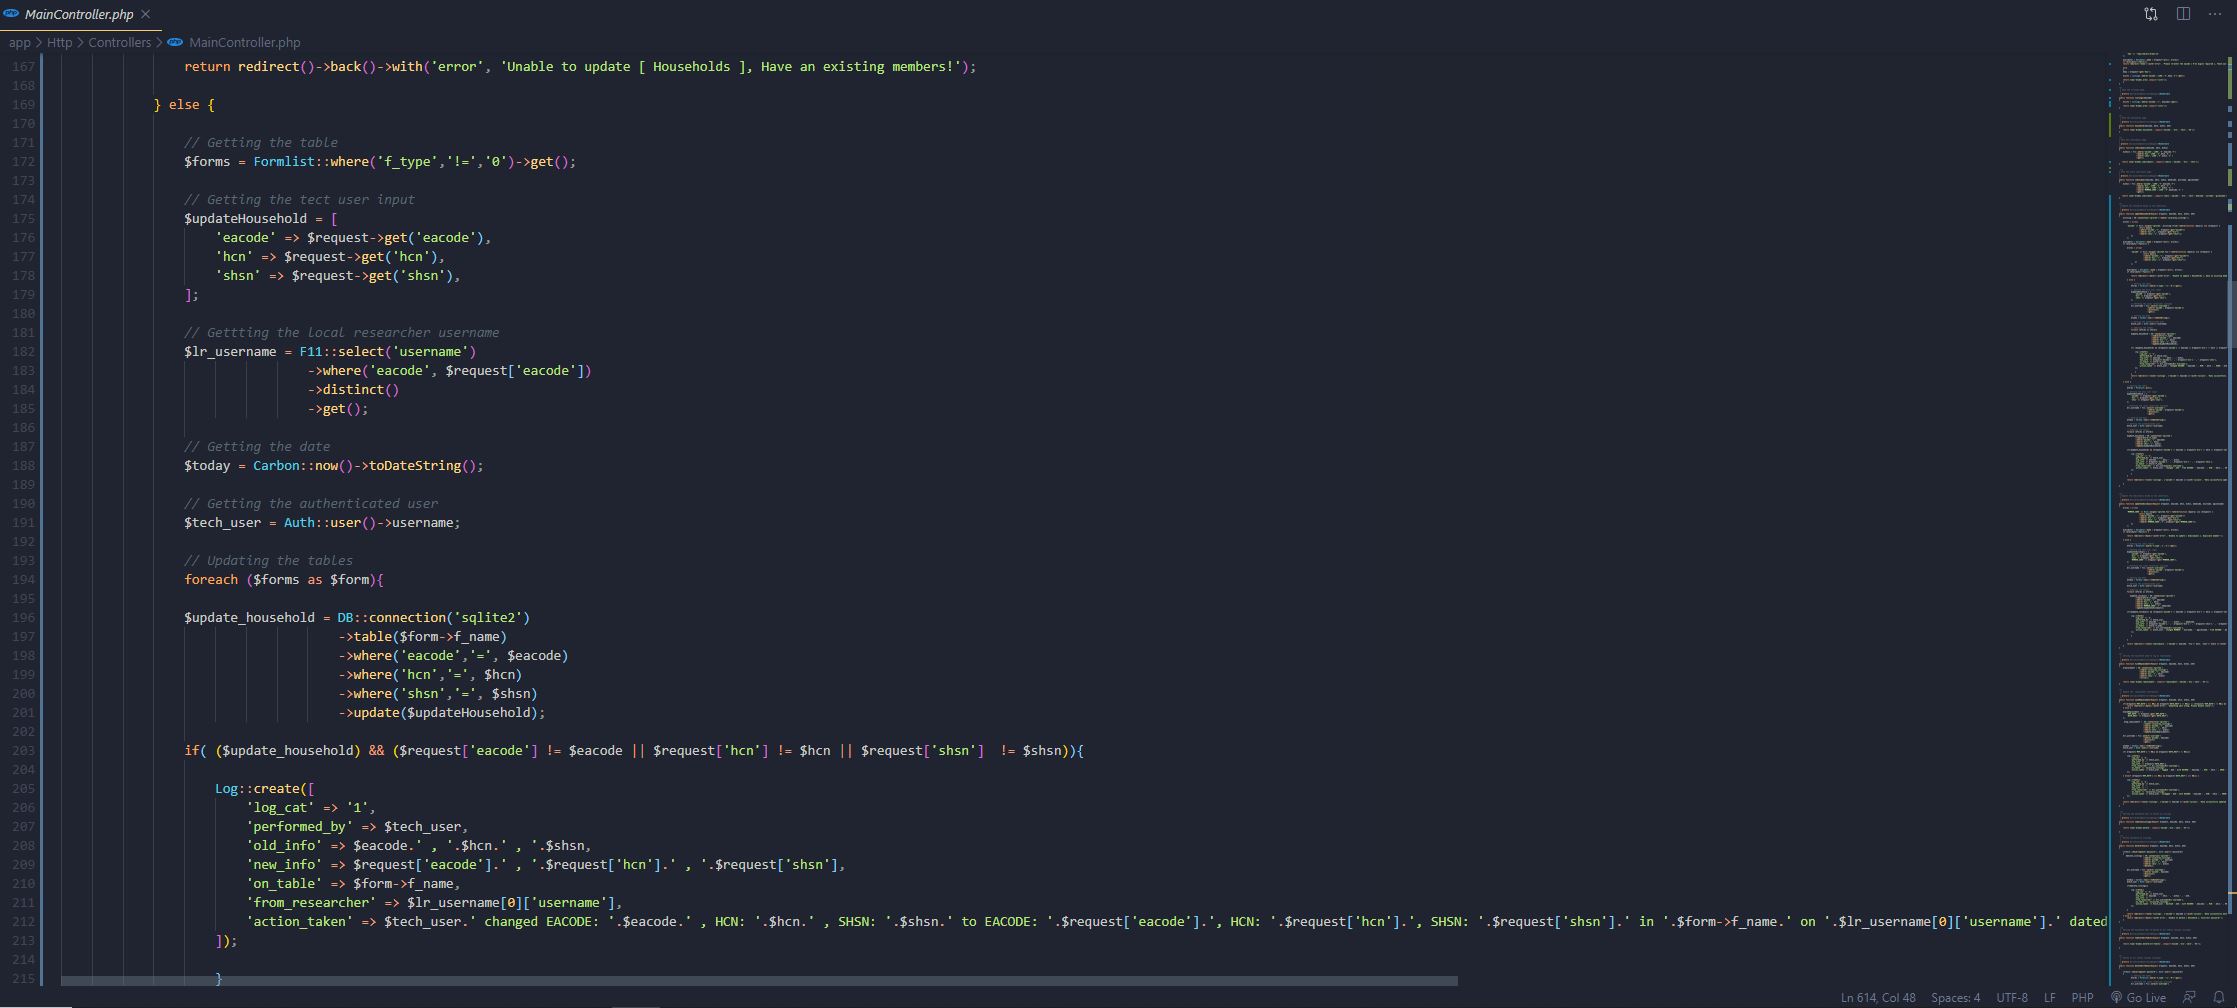 php MainController.php ×
app > Http > Controllers > php MainController.php
167 return redirect()->back()->with('error', 'Unable to update [ Households ], Have an existing members!');
168
169 } else {
170
171 // Getting the table
172 $forms = Formlist::where('f_type','!=','0')->get();
173
174 // Getting the tect user input
175 $updateHousehold = [
176 'eacode' => $request->get('eacode'),
177 'hcn' => $request->get('hcn'),
178 'shsn' => $request->get('shsn'),
179 ];
180
181 // Gettting the local researcher username
182 $lr_username = F11::select('username')
183 ->where('eacode', $request['eacode'])
184 ->distinct()
185 ->get();
186
187 // Getting the date
188 $today = Carbon::now()->toDateString();
189
190 // Getting the authenticated user
191 $tech_user = Auth::user()->username;
192
193 // Updating the tables
194 foreach ($forms as $form){
195
196 $update_household = DB::connection('sqlite2')
197 ->table($form->f_name)
198 ->where('eacode','=', $eacode)
199 ->where('hcn','=', $hcn)
200 ->where('shsn','=', $shsn)
201 ->update($updateHousehold);
202
203 if( ($update_household) && ($request['eacode'] != $eacode || $request['hcn'] != $hcn || $request['shsn']  != $shsn)){
204
205 Log::create([
206 'log_cat' => '1',
207 'performed_by' => $tech_user,
208 'old_info' => $eacode.' , '.$hcn.' , '.$shsn,
209 'new_info' => $request['eacode'].' , '.$request['hcn'].' , '.$request['shsn'],
210 'on_table' => $form->f_name,
211 'from_researcher' => $lr_username[0]['username'],
212 'action_taken' => $tech_user.' changed EACODE: '.$eacode.' , HCN: '.$hcn.' , SHSN: '.$shsn.' to EACODE: '.$request['eacode'].', HCN: '.$request['hcn'].', SHSN: '.$request['shsn'].' in '.$form->f_name.' on '.$lr_username[0]['username'].' dated
213 ]);
214
215 }
Ln 614, Col 48 Spaces: 4 UTF-8 LF PHP Go Live